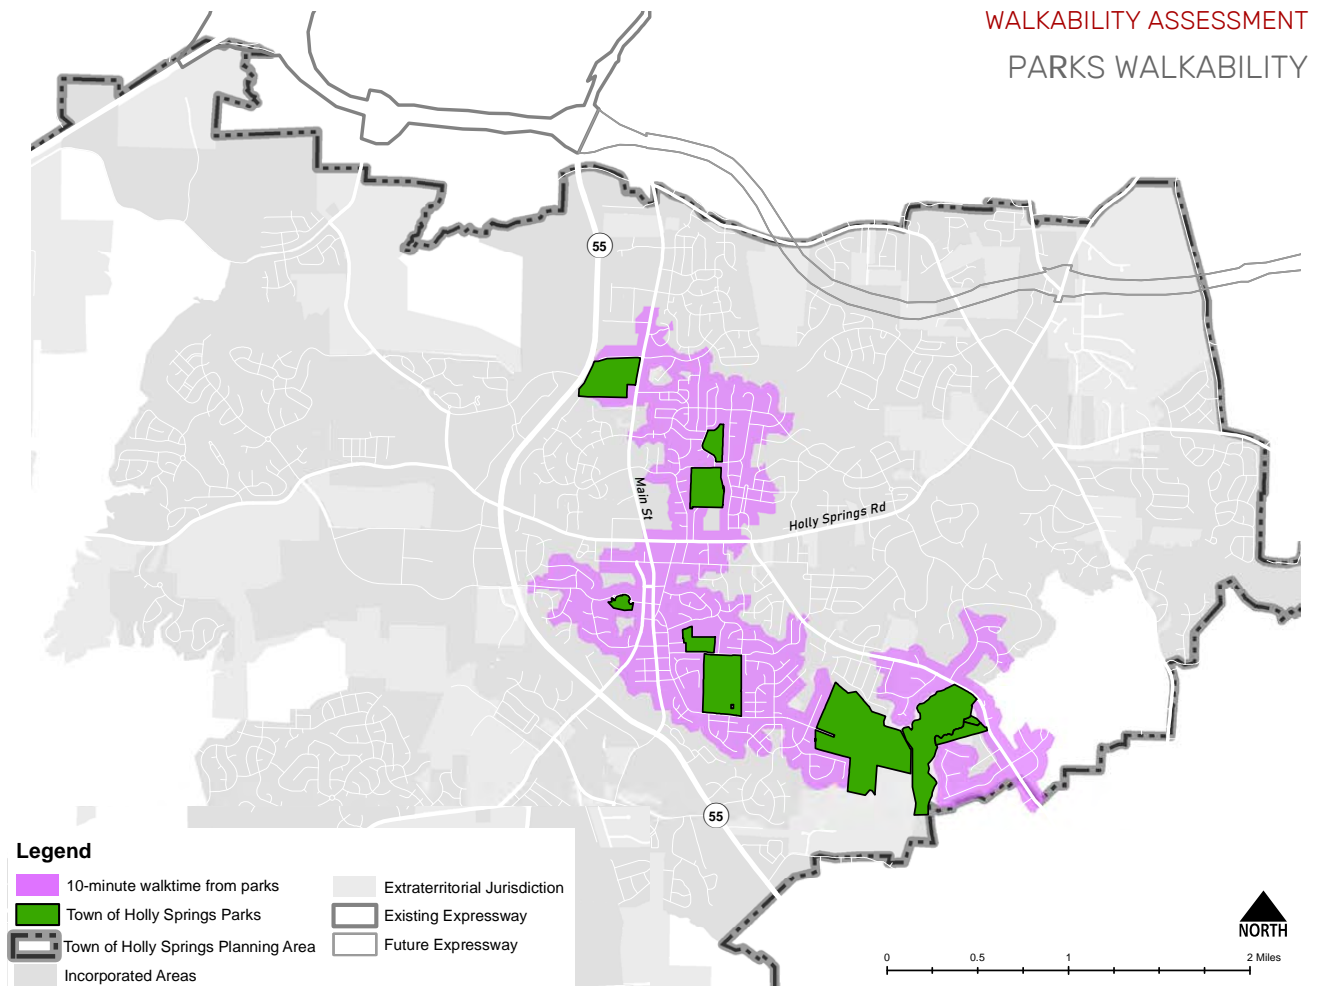 WALKABILITY ASSESSMENT
PARKS WALKABILITY
55
Main St
Holly Springs Rd
55
Legend
10-minute walktime from parks
Town of Holly Springs Parks
Town of Holly Springs Planning Area
Incorporated Areas
Extraterritorial Jurisdiction
Existing Expressway
Future Expressway
NORTH
0 0.5 1 2 Miles